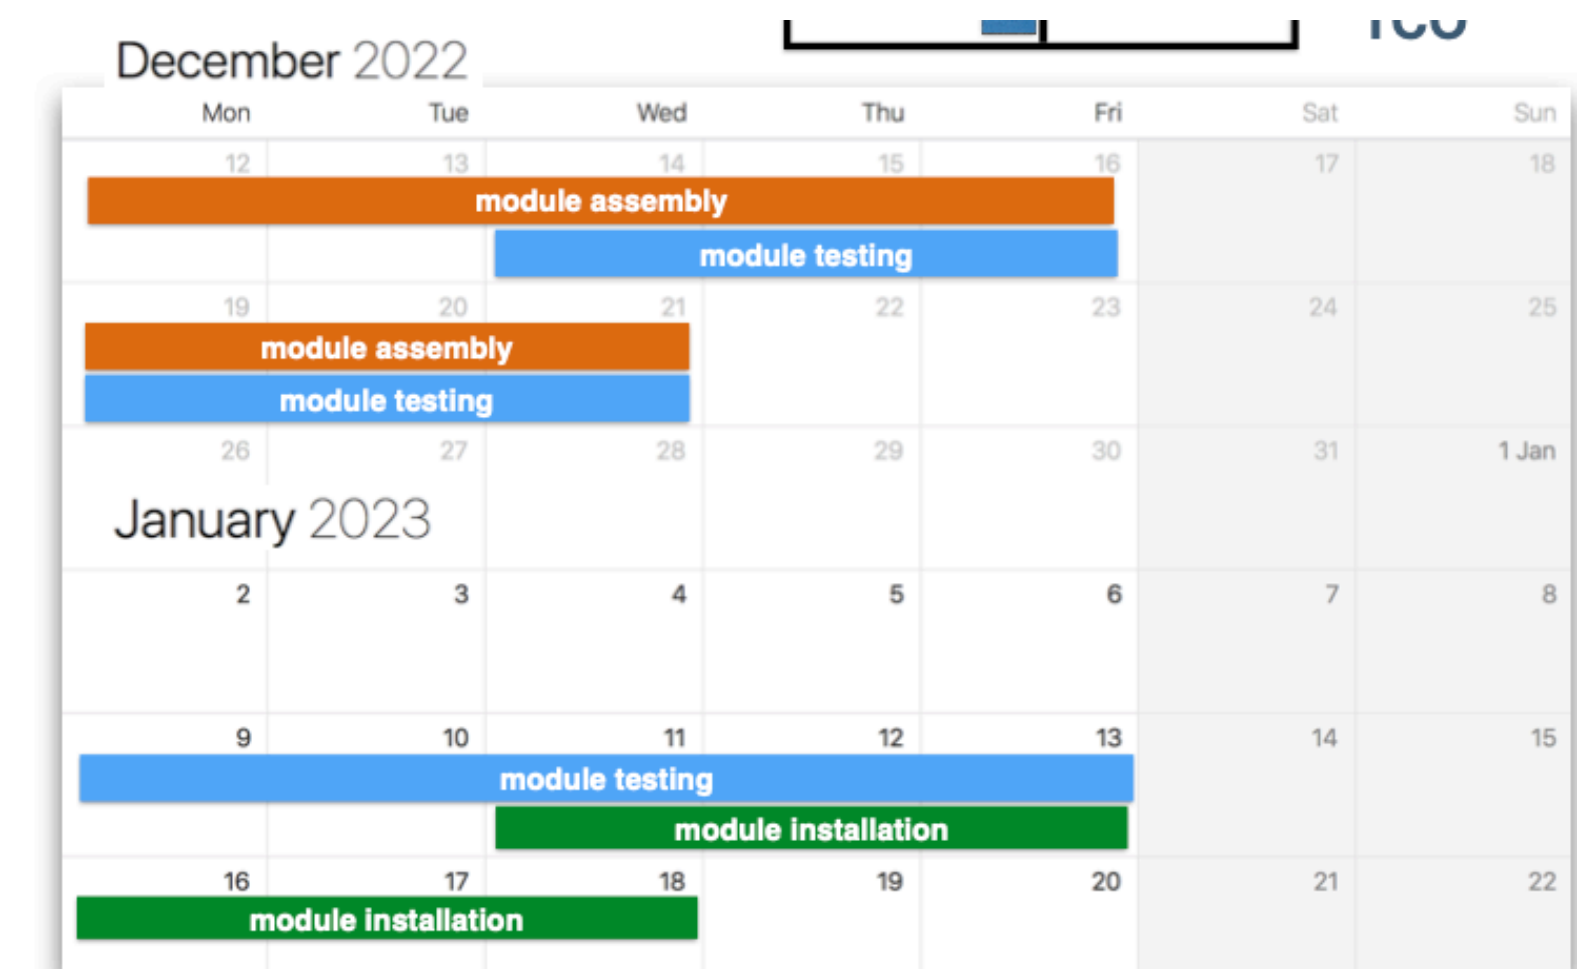 December 2022
Mon Tue Wed Thu Fri Sat Sun
12 13 14 15 16 17 18
module assembly
module testing
19 20 21 22 23 24 25
module assembly
module testing
26 27 28 29 30 31 1 Jan
January 2023
2 3 4 5 6 7 8
9 10 11 12 13 14 15
module testing
module installation
16 17 18 19 20 21 22
module installation